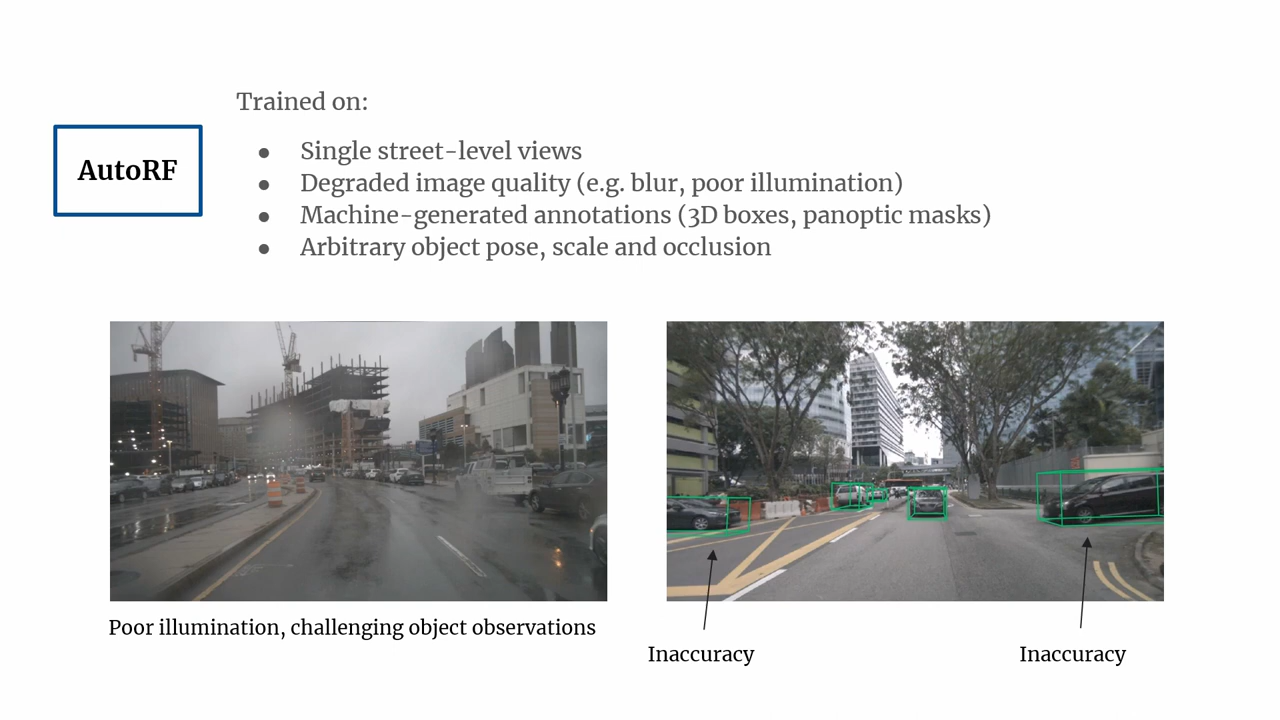 Trained on:
AutoRF
● Single street-level views
● Degraded image quality (e.g. blur, poor illumination)
● Machine-generated annotations (3D boxes, panoptic masks)
● Arbitrary object pose, scale and occlusion
Poor illumination, challenging object observations
Inaccuracy
Inaccuracy